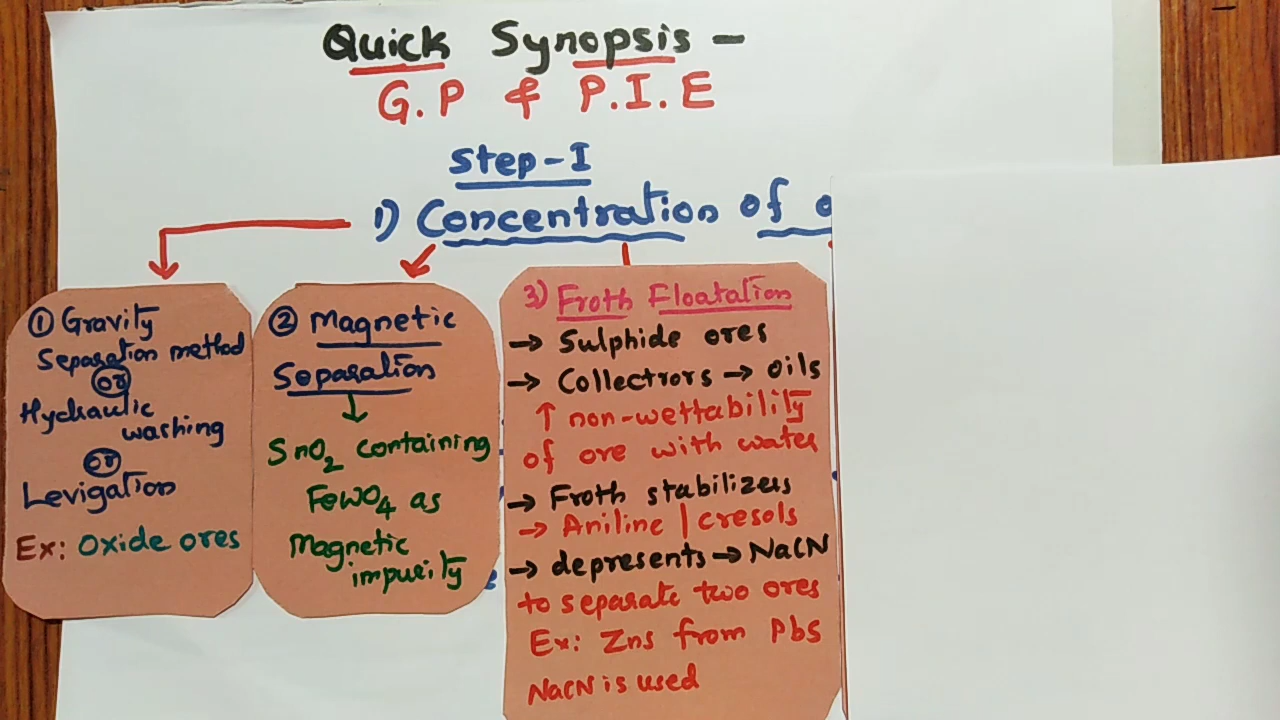 Quick Synopsis -
G.P & P.I.E
Step-I
1) Concentration of
① Gravity
Separation method
or
Hydraulic
washing
or
Levigation
Ex: Oxide ores
② Magnetic
Separation
SnO2 containing
FeWO4 as
Magnetic
impurity
3) Froth Floatation
→ Sulphide ores
→ Collectrors → oils
↑ non-wettability
of ore with water
→ Froth stabilizers
→ Aniline | cresols
→ depresents → NaCN
to separate two ores
Ex: Zns from Pbs
NaCN is used